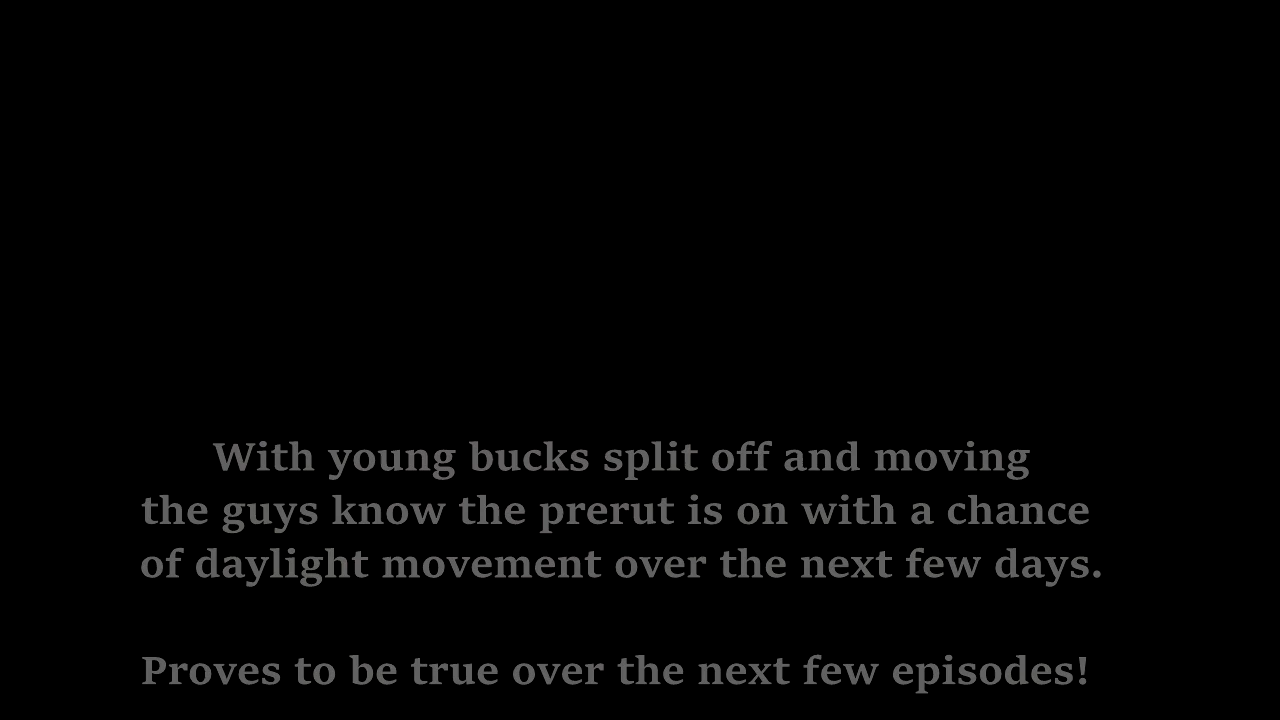 With young bucks split off and moving
the guys know the prerut is on with a chance
of daylight movement over the next few days.
Proves to be true over the next few episodes!